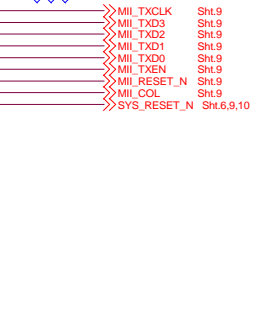 MII_TXCLK Sht.9
MII_TXD3 Sht.9
MII_TXD2 Sht.9
MII_TXD1 Sht.9
MII_TXD0 Sht.9
MII_TXEN Sht.9
MII_RESET_N Sht.9
MII_COL Sht.9
SYS_RESET_N Sht.6,9,10